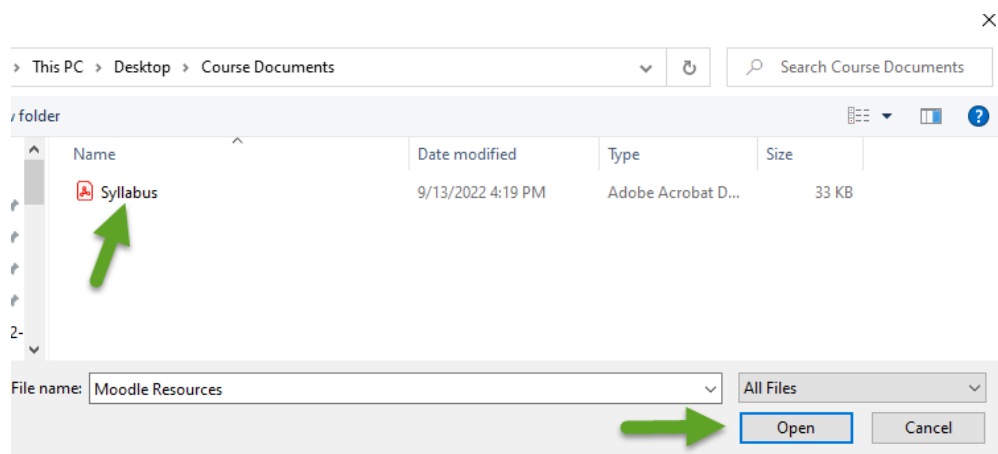 This PC > Desktop > Course Documents Search Course Documents
folder
Name Date modified Type Size
Syllabus 9/13/2022 4:19 PM Adobe Acrobat D... 33 KB
2-
File name: Moodle Resources All Files
Open Cancel